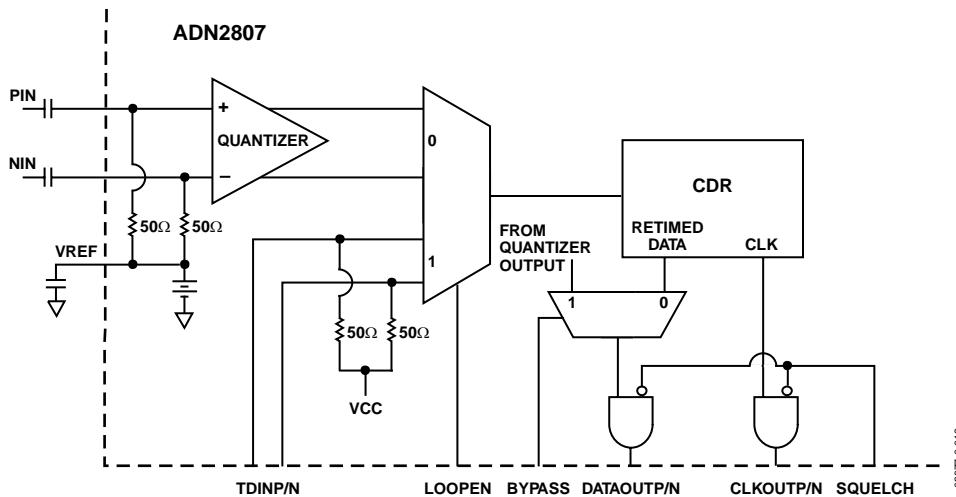 ADN2807
PIN
+
QUANTIZER
NIN
−
0
50Ω
50Ω
VREF
1
50Ω
50Ω
VCC
FROM
QUANTIZER
OUTPUT
CDR
RETIMED
DATA
CLK
1
0
TDINP/N
LOOPEN
BYPASS
DATAOUTP/N
CLKOUTP/N
SQUELCH